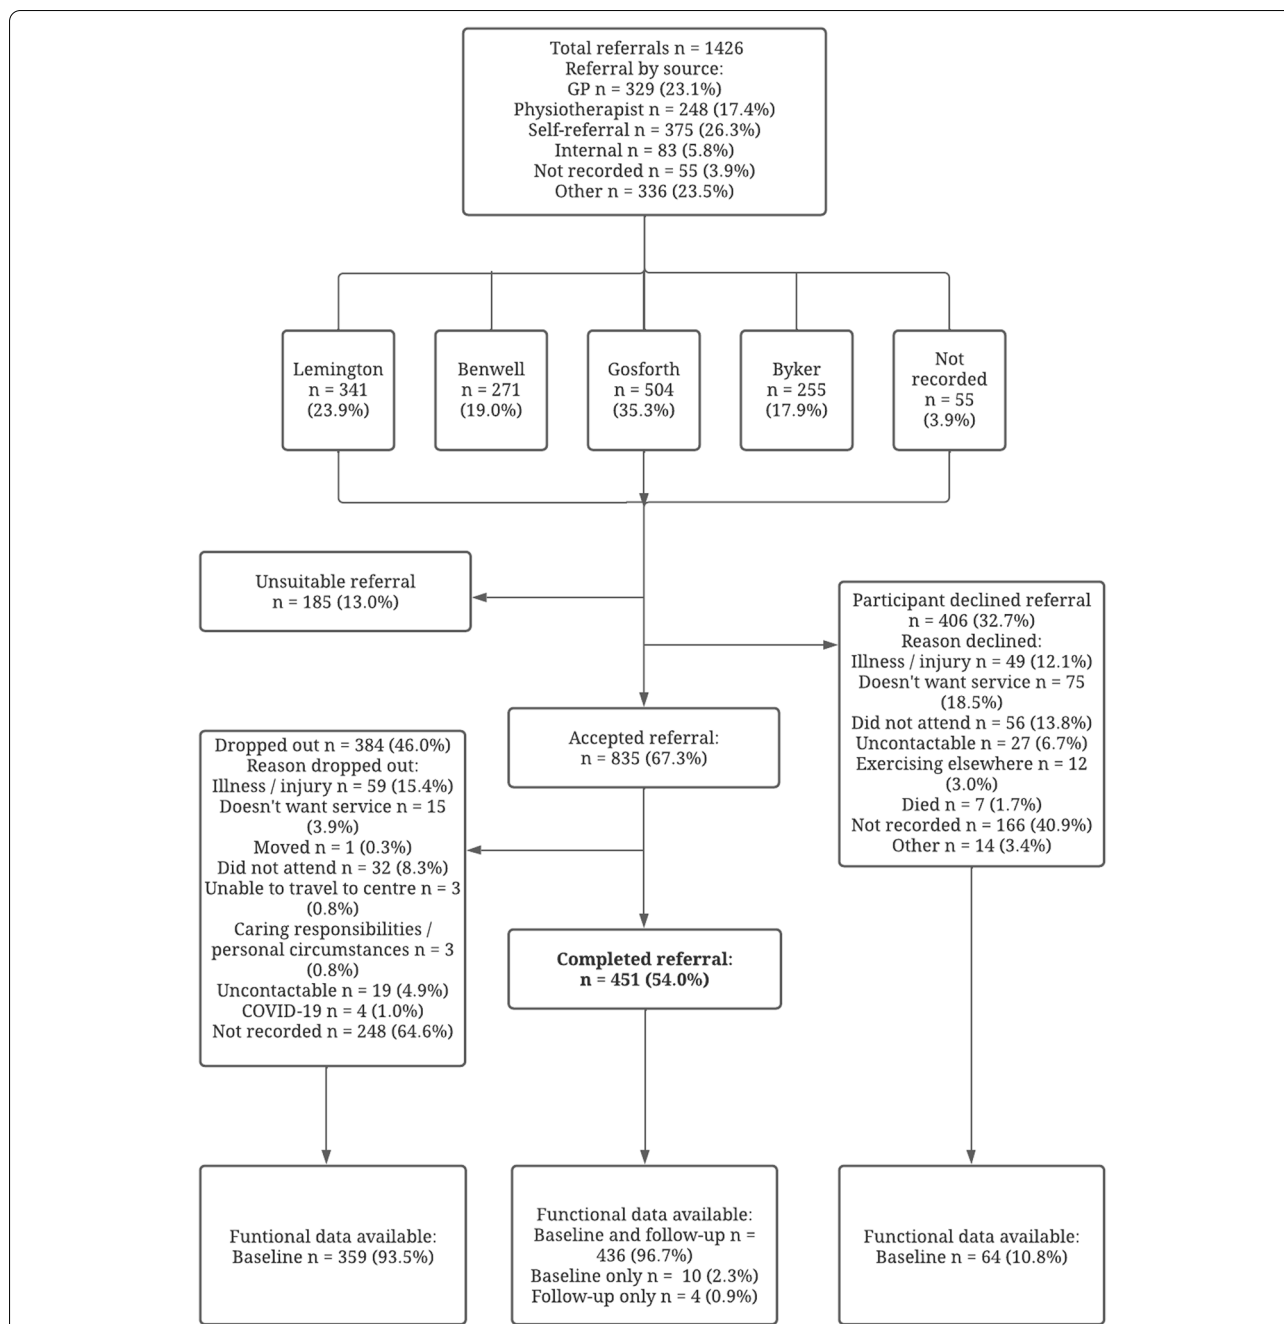 Total referrals n = 1426
Referral by source:
GP n = 329 (23.1%)
Physiotherapist n = 248 (17.4%)
Self-referral n = 375 (26.3%)
Internal n = 83 (5.8%)
Not recorded n = 55 (3.9%)
Other n = 336 (23.5%)
Lemington
n = 341
(23.9%)
Benwell
n = 271
(19.0%)
Gosforth
n = 504
(35.3%)
Byker
n = 255
(17.9%)
Not
recorded
n = 55
(3.9%)
Unsuitable referral
n = 185 (13.0%)
Participant declined referral
n = 406 (32.7%)
Reason declined:
Illness / injury n = 49 (12.1%)
Doesn't want service n = 75
(18.5%)
Did not attend n = 56 (13.8%)
Uncontactable n = 27 (6.7%)
Exercising elsewhere n = 12
(3.0%)
Died n = 7 (1.7%)
Not recorded n = 166 (40.9%)
Other n = 14 (3.4%)
Accepted referral:
n = 835 (67.3%)
Dropped out n = 384 (46.0%)
Reason dropped out:
Illness / injury n = 59 (15.4%)
Doesn't want service n = 15
(3.9%)
Moved n = 1 (0.3%)
Did not attend n = 32 (8.3%)
Unable to travel to centre n = 3
(0.8%)
Caring responsibilities /
personal circumstances n = 3
(0.8%)
Uncontactable n = 19 (4.9%)
COVID-19 n = 4 (1.0%)
Not recorded n = 248 (64.6%)
Completed referral:
n = 451 (54.0%)
Funtional data available:
Baseline n = 359 (93.5%)
Functional data available:
Baseline and follow-up n =
436 (96.7%)
Baseline only n = 10 (2.3%)
Follow-up only n = 4 (0.9%)
Functional data available:
Baseline n = 64 (10.8%)